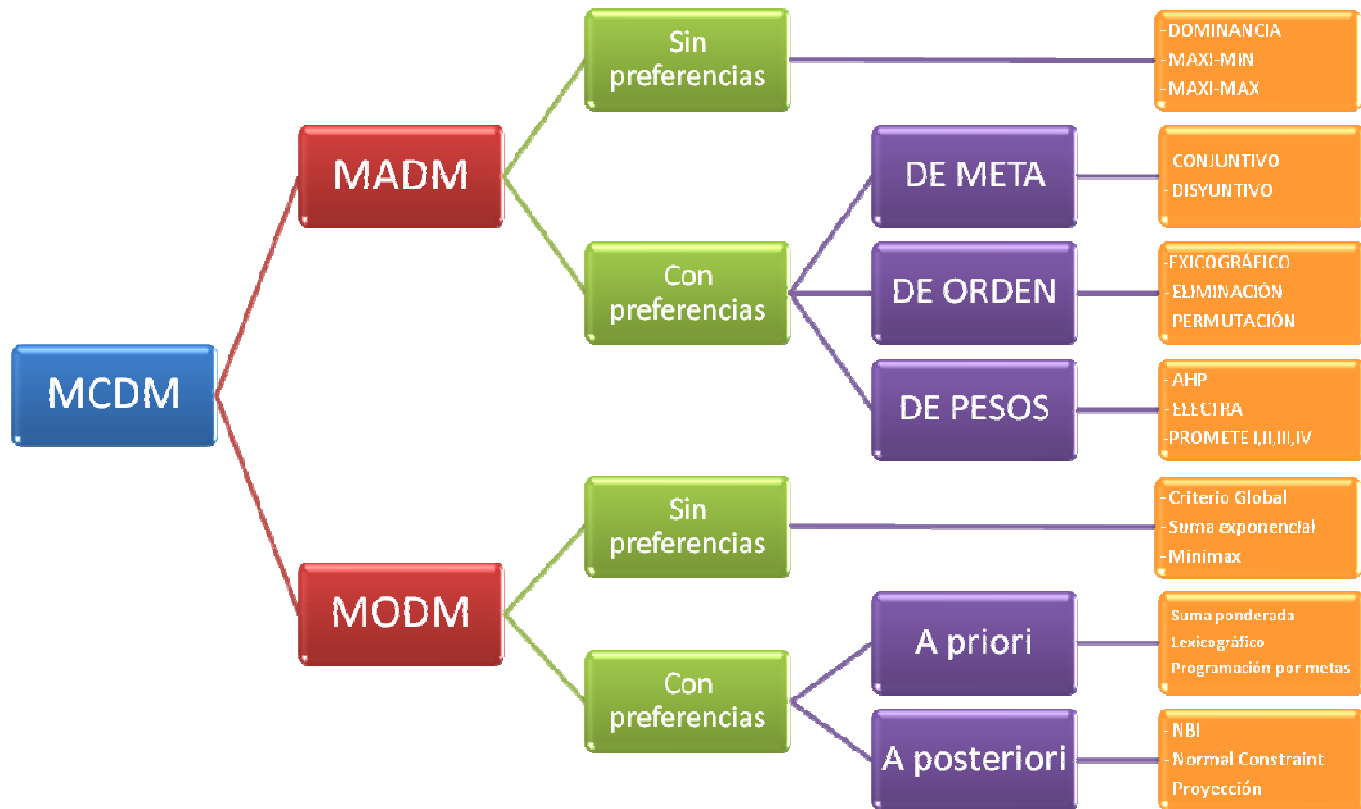 MCDM
MADM
Sin
preferencias
-DOMINANCIA
-MAXI-MIN
-MAXI-MAX
Con
preferencias
DE META
CONJUNTIVO
-DISYUNTIVO
DE ORDEN
-EXICOGRÁFICO
-ELIMINACIÓN
PERMUTACIÓN
DE PESOS
-AHP
-ELECTRA
-PROMETE I,II,III,IV
MODM
Sin
preferencias
-Criterio Global
-Suma exponencial
-Minimax
Con
preferencias
A priori
Suma ponderada
Lexicográfico
Programación por metas
A posteriori
-NBI
-Normal Constraint
Proyección